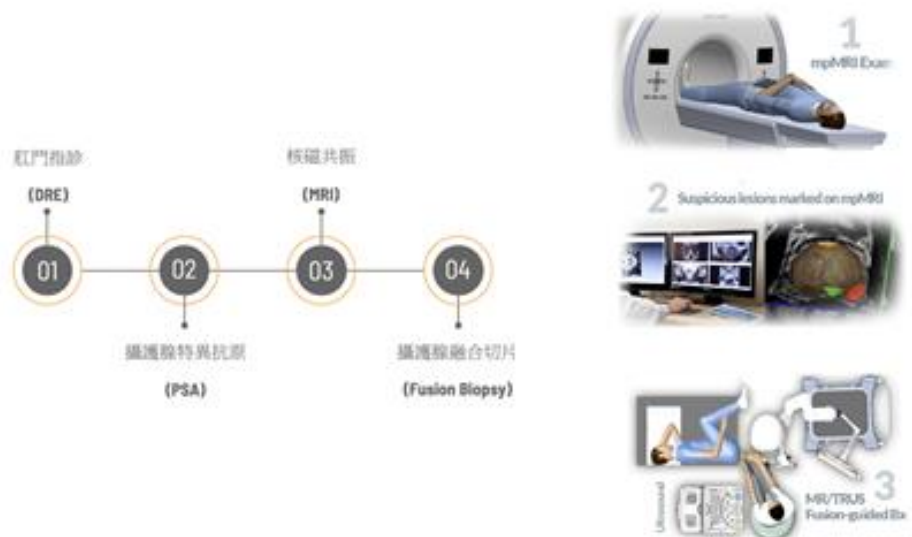 肛門指診
(DRE)
核磁共振
(MRI)
01
02
03
04
攝護腺特異抗原
(PSA)
攝護腺融合切片
(Fusion Biopsy)
1
mpMRI Exam
2 Suspicious lesions marked on mpMRI
Ultrasound
3
MR/TRUS
Fusion-guided Bx